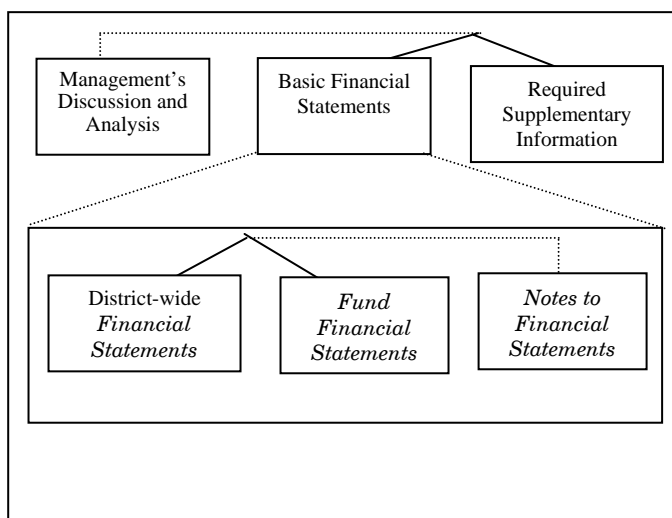 Management’s
Discussion and
Analysis
Basic Financial
Statements
Required
Supplementary
Information
District-wide
Financial
Statements
Fund
Financial
Statements
Notes to
Financial
Statements